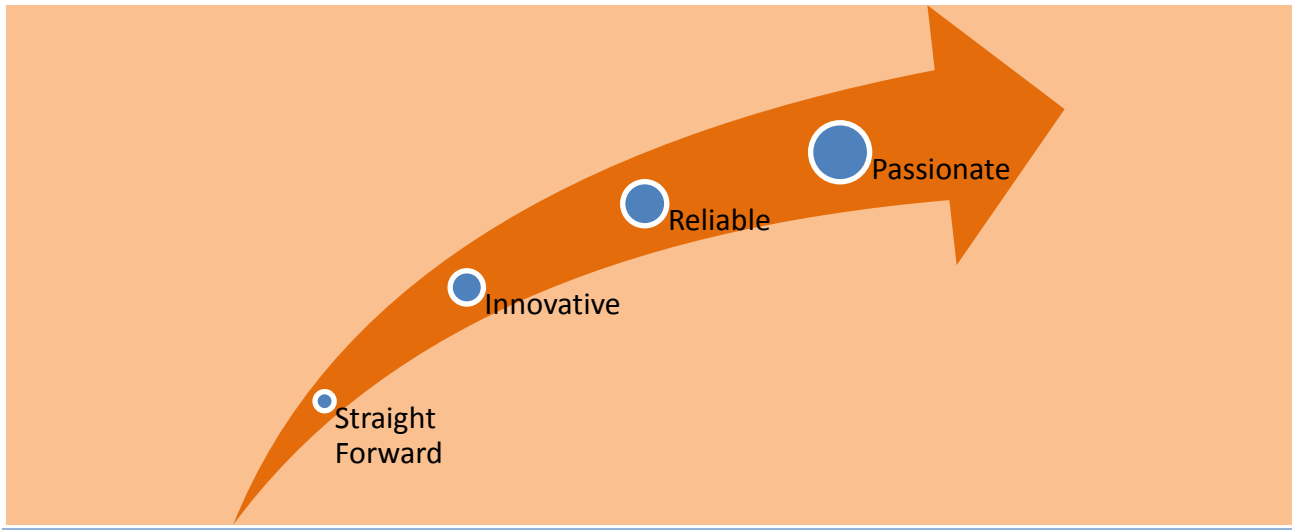 Passionate
Reliable
Innovative
Straight
Forward